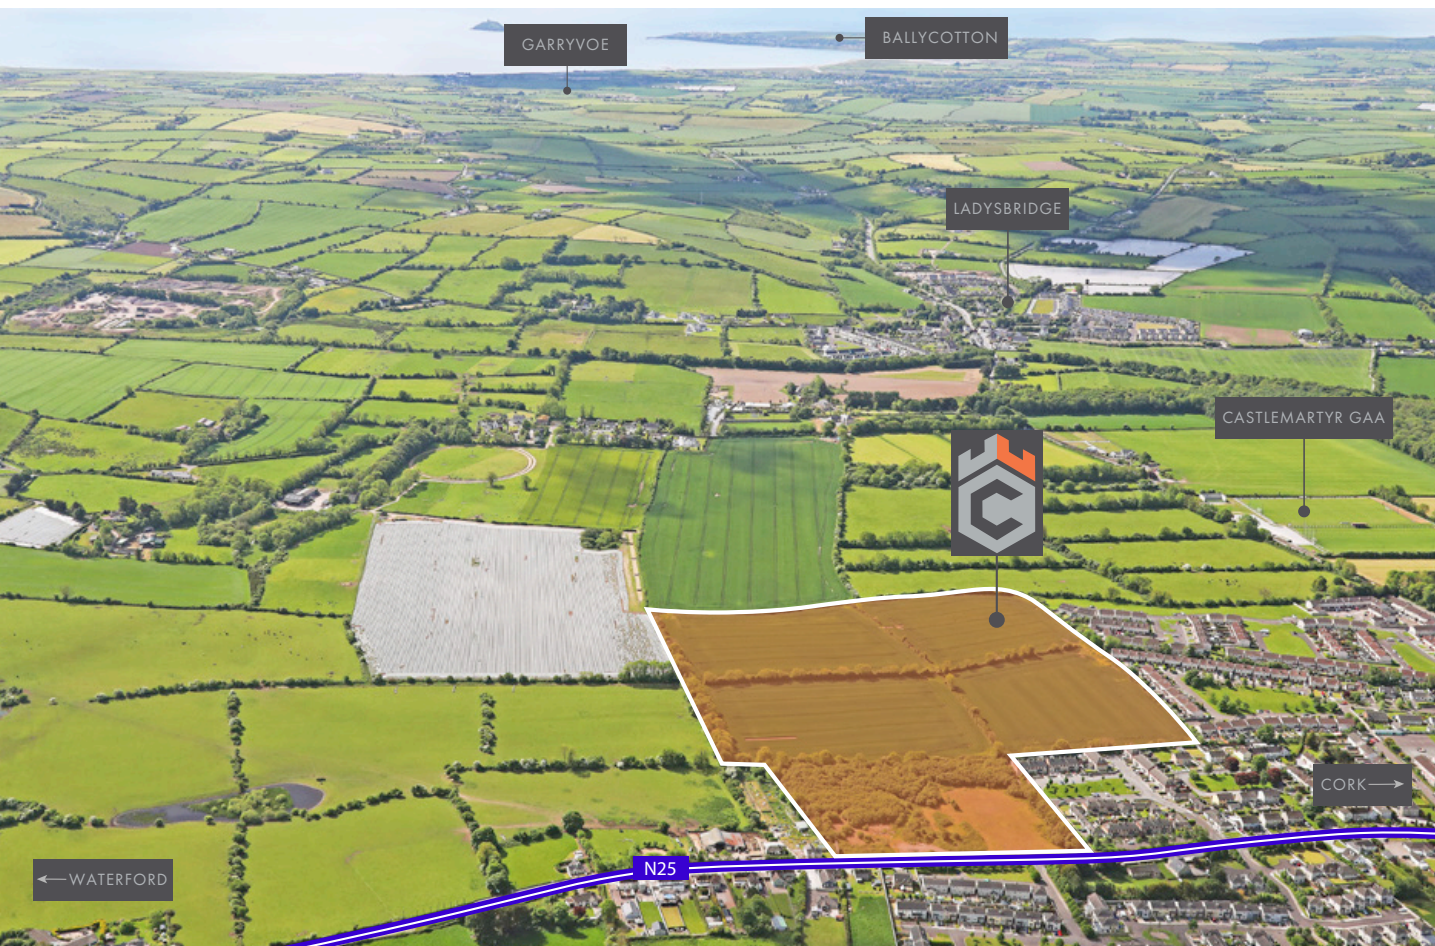 GARRYVOE
BALLYCOTTON
LADYSBRIDGE
CASTLEMARTYR GAA
C
CORK
N25
WATERFORD